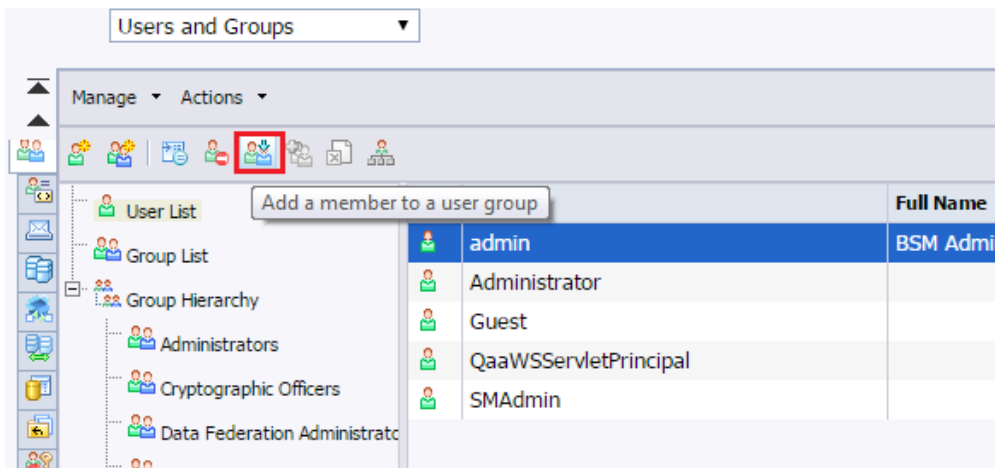 Users and Groups
Manage Actions
Add a member to a user group
User List
Group List
Group Hierarchy
Administrators
Cryptographic Officers
Data Federation Administratc
Full Name
admin BSM Admi
Administrator
Guest
QaaWSServletPrincipal
SMAdmin